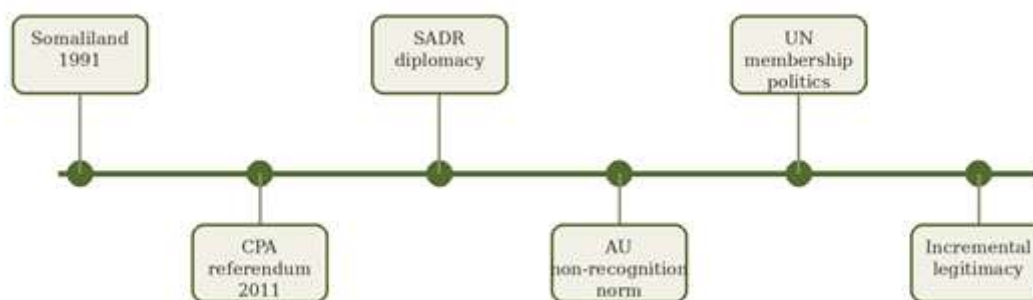 Somaliland
1991
CPA
referendum
2011
SADR
diplomacy
AU
non-recognition
norm
UN
membership
politics
Incremental
legitimacy